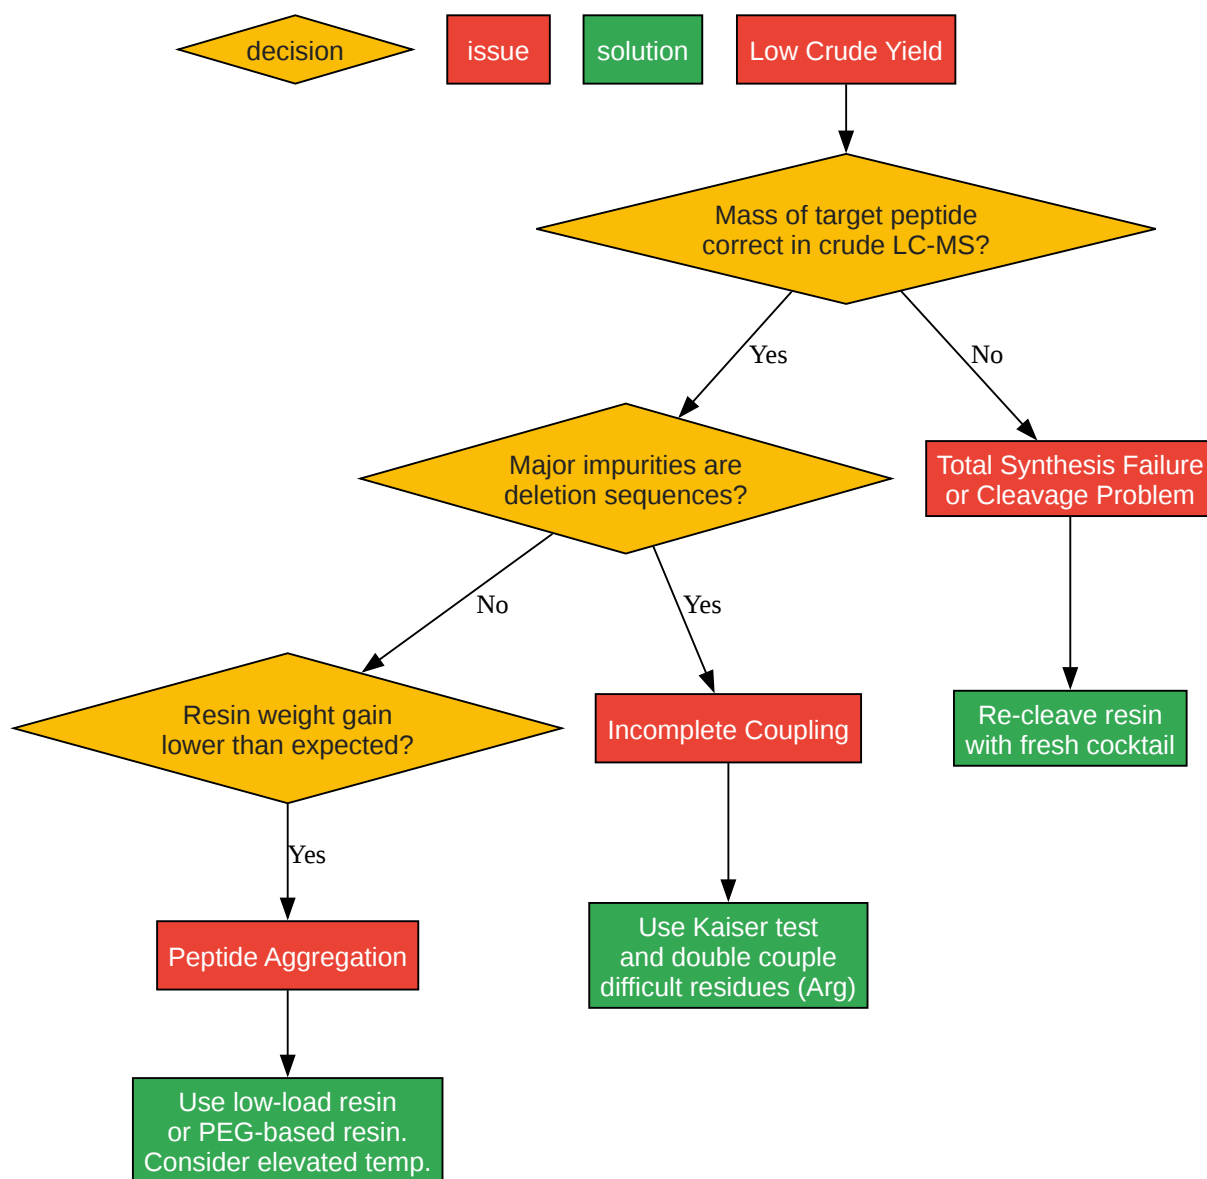 decision
issue
solution
Low Crude Yield
Mass of target peptide
correct in crude LC-MS?
Yes
No
Major impurities are
deletion sequences?
Total Synthesis Failure
or Cleavage Problem
No
Yes
Resin weight gain
lower than expected?
Incomplete Coupling
Re-cleave resin
with fresh cocktail
Yes
Peptide Aggregation
Use Kaiser test
and double couple
difficult residues (Arg)
Use low-load resin
or PEG-based resin.
Consider elevated temp.